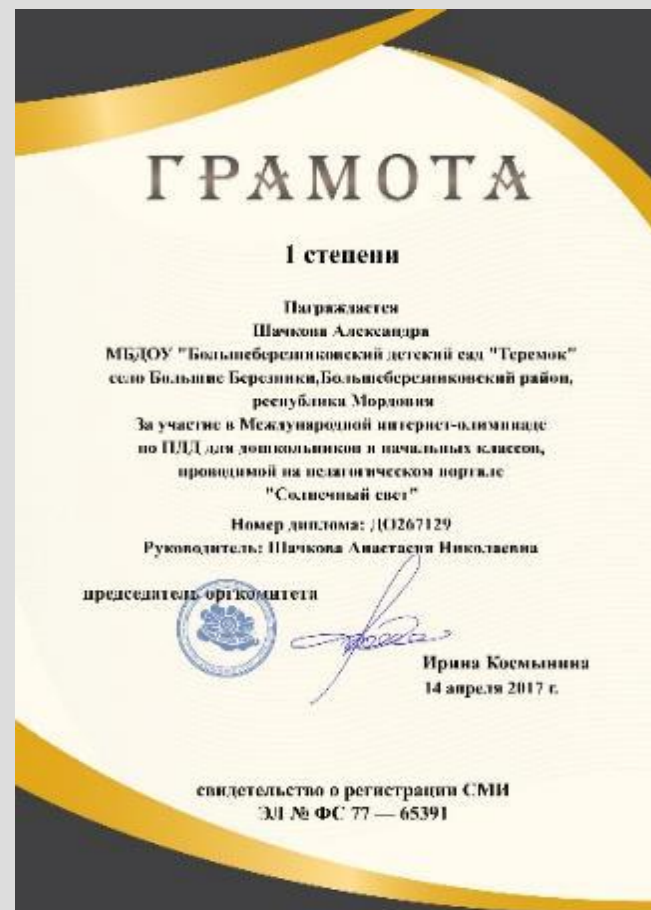 ГРАМОТА
1 степени
Награждается
Шачкова Александра
МБДОУ "Большеберезниковский детский сад "Теремок"
село Большие Березники,Большеберезниковский район,
республика Мордовия
За участие в Международной интернет-олимпиаде
по ПДД для дошкольников и начальных классов,
проводимой на педагогическом портале
"Солнечный свет"
Номер диплома: ДО267129
Руководитель: Шачкова Анастасия Николаевна
председатель оргкомитета
Ирина Космынина
14 апреля 2017 г.
свидетельство о регистрации СМИ
ЭЛ № ФС 77 — 65391